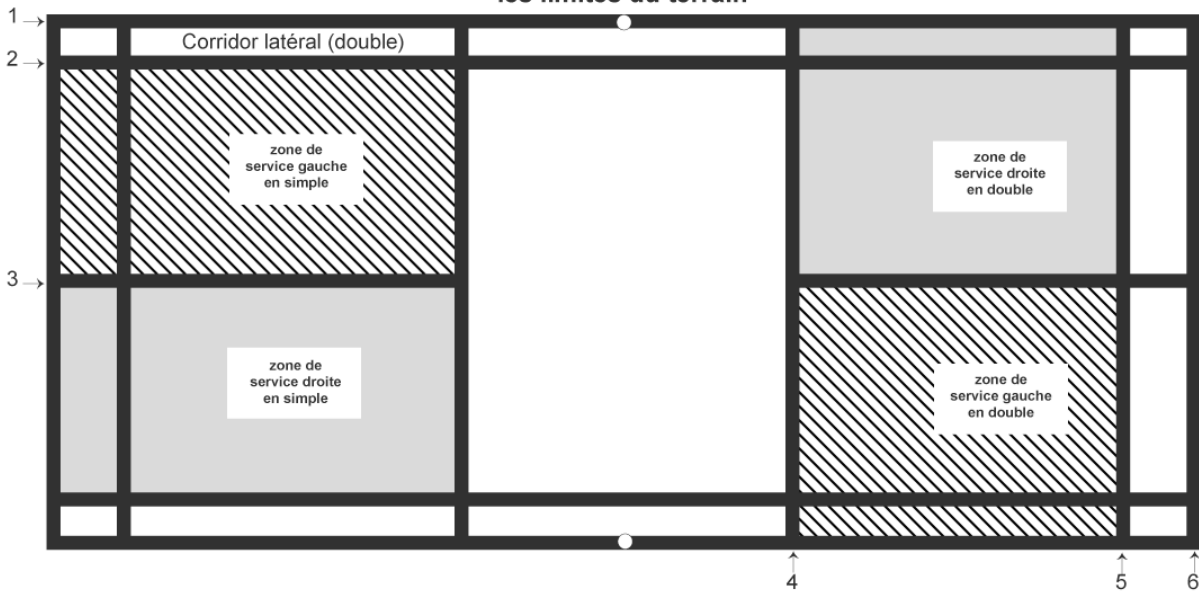 les limites du terrain
1
Corridor latéral (double)
2
zone de
service gauche
en simple
zone de
service droite
en double
3
zone de
service droite
en simple
zone de
service gauche
en double
4
5
6